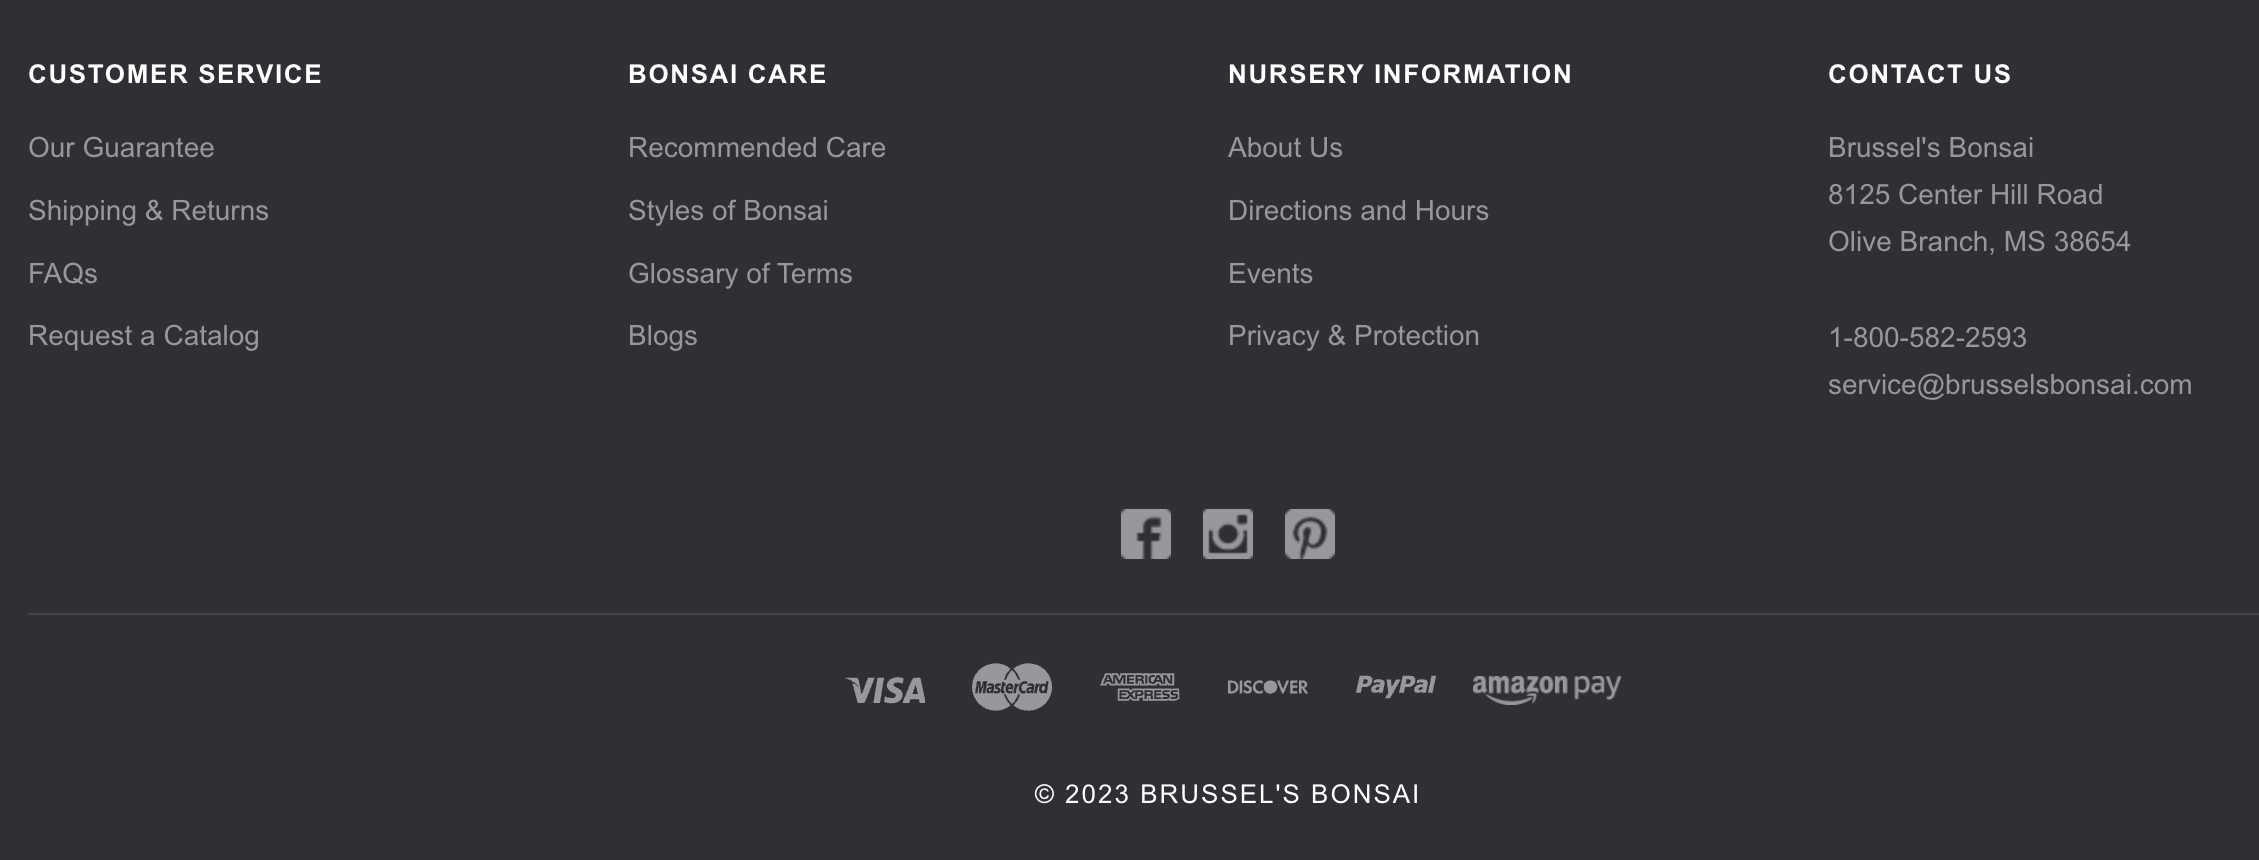 CUSTOMER SERVICE
Our Guarantee
Shipping & Returns
FAQs
Request a Catalog
BONSAI CARE
Recommended Care
Styles of Bonsai
Glossary of Terms
Blogs
NURSERY INFORMATION
About Us
Directions and Hours
Events
Privacy & Protection
CONTACT US
Brussel's Bonsai
8125 Center Hill Road
Olive Branch, MS 38654
1-800-582-2593
service@brusselsbonsai.com
VISA MasterCard AMERICAN EXPRESS DISCOVER PayPal amazon pay
© 2023 BRUSSEL'S BONSAI